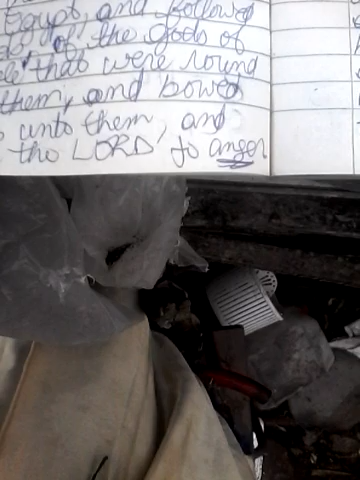 Egypt, and followed
of the gods of
that were round
them, and bowed
unto them, and
the LORD to anger